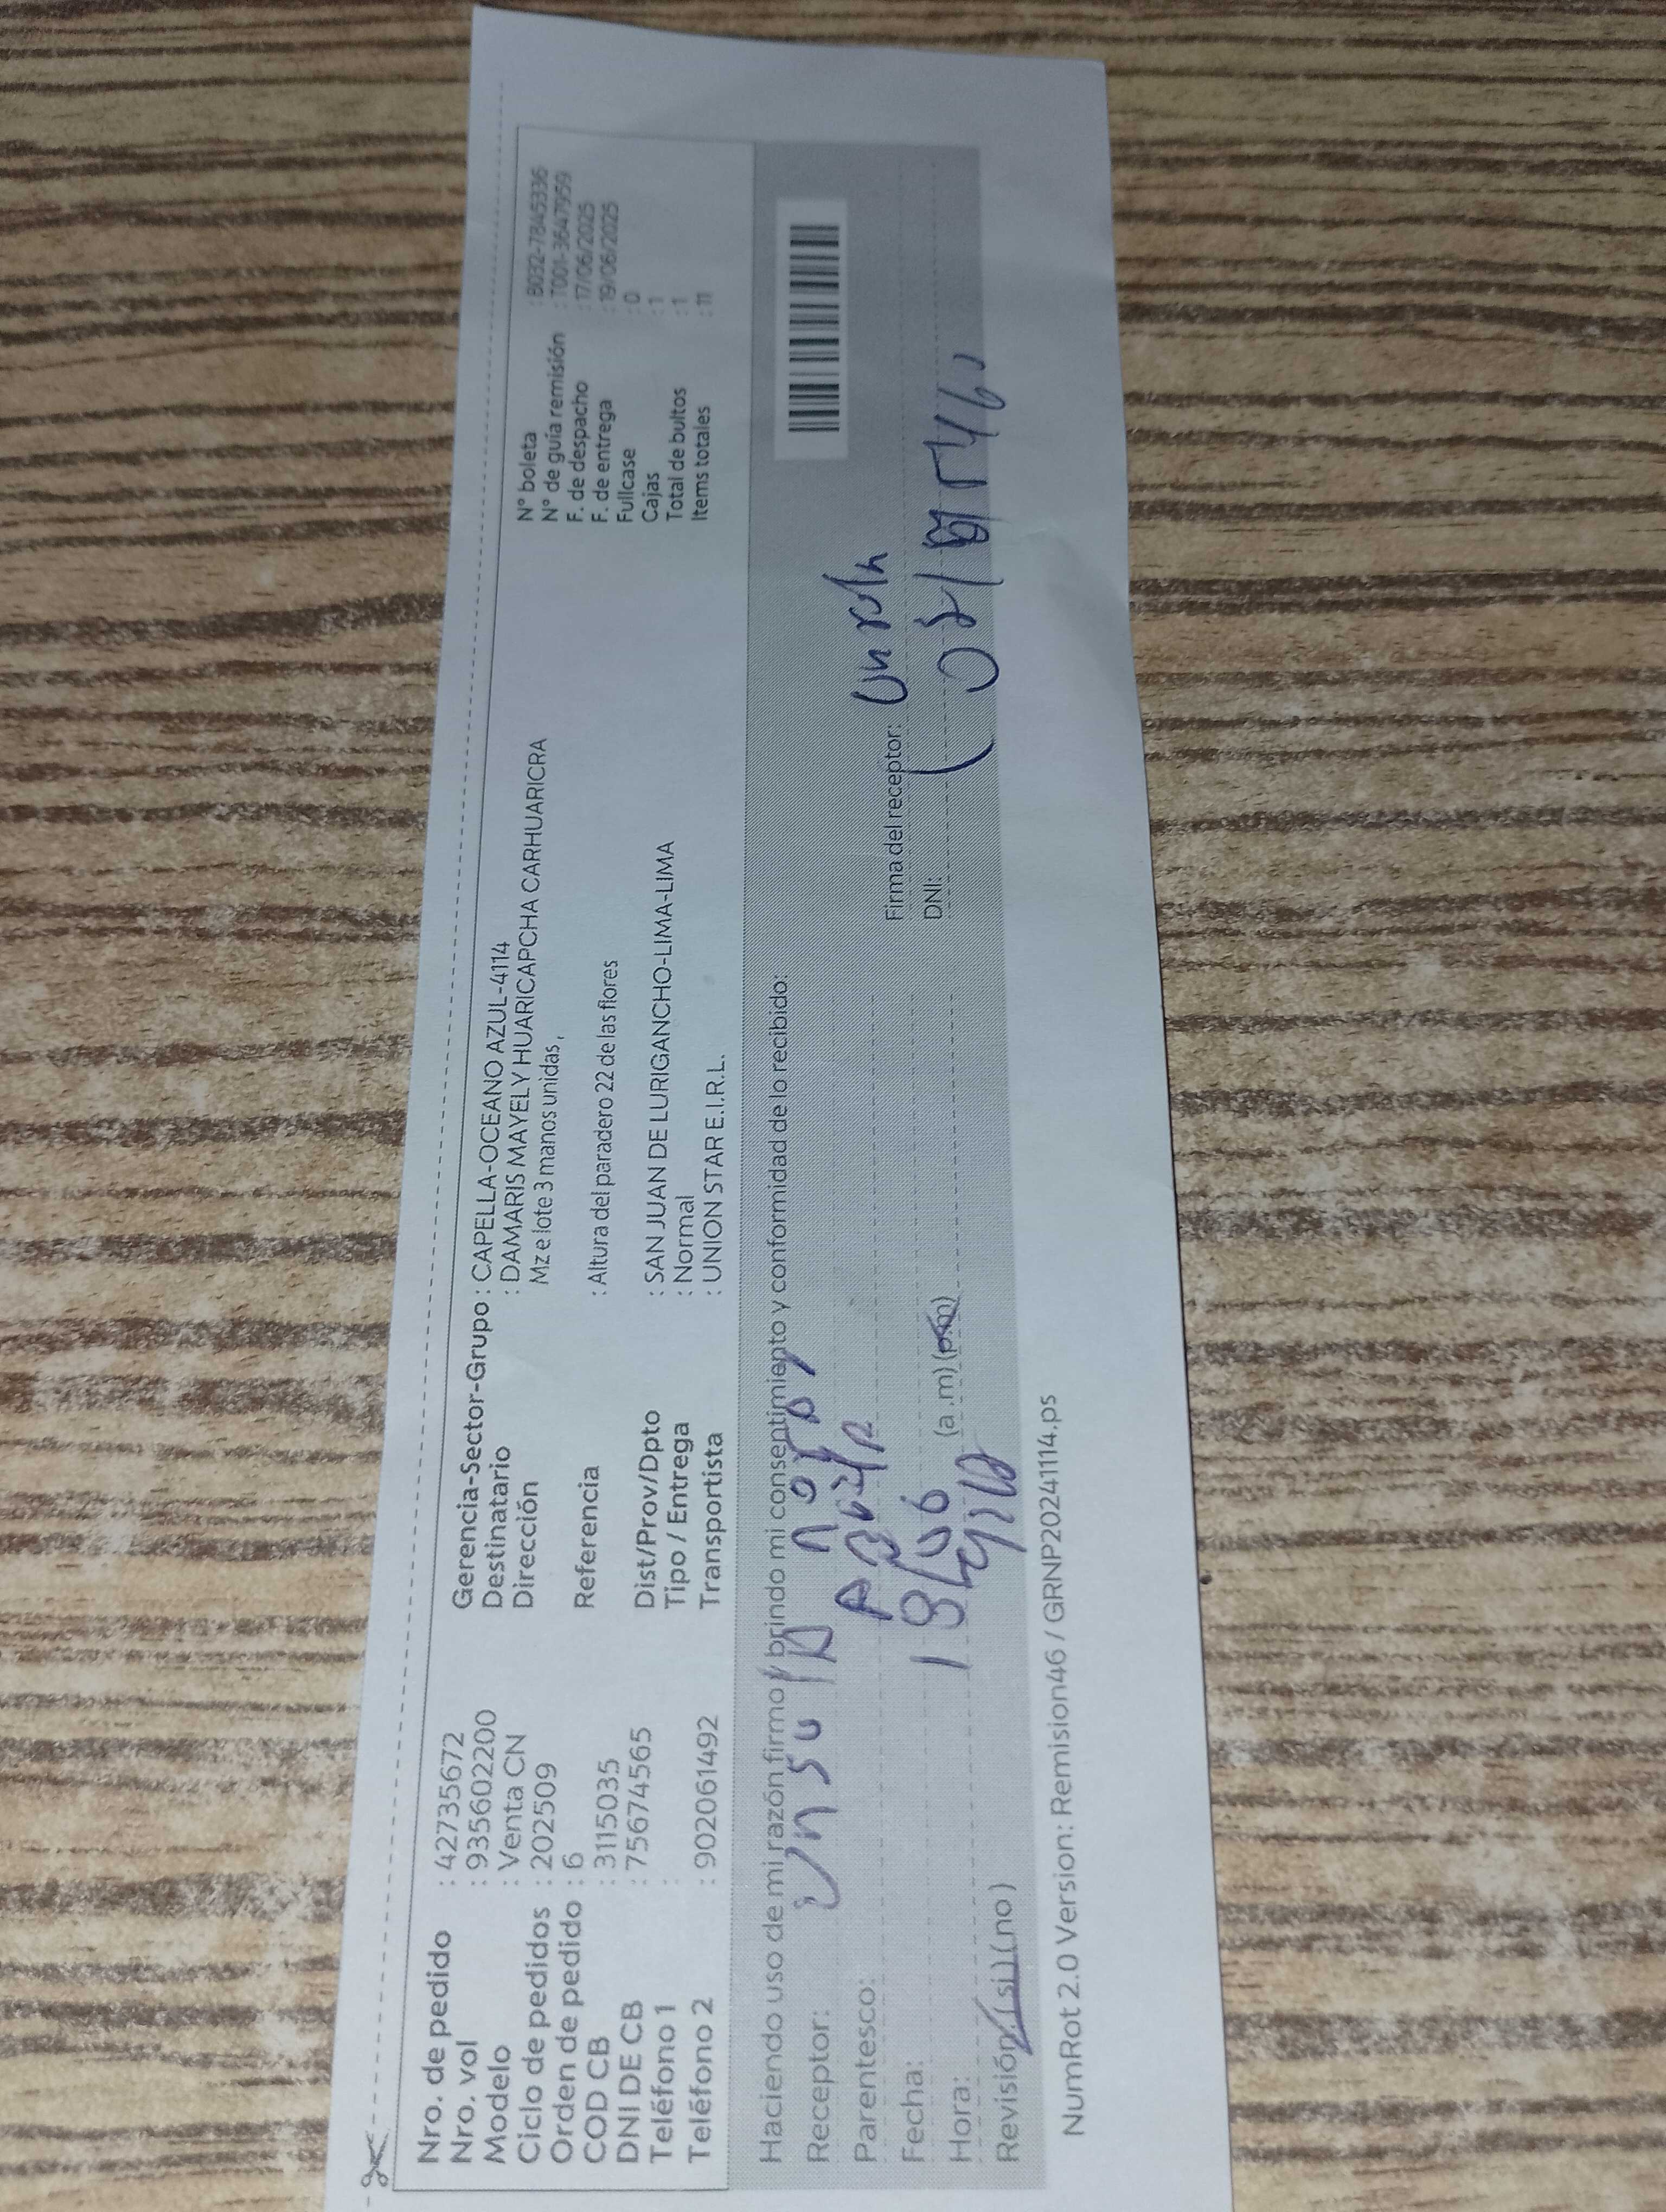 Nro. de pedido : 42735672
Nro. vol : 935602200
Modelo : Venta CN
Ciclo de pedidos : 202509
Orden de pedido : 6
COD CB : 3115035
DNI DE CB : 75674565
Teléfono 1 :
Teléfono 2 : 902061492
Gerencia-Sector-Grupo : CAPELLA-OCEANO AZUL-4114
Destinatario : DAMARIS MAYELY HUARICAPCHA CARHUARICRA
Dirección Mz e lote 3 manos unidas ,
Referencia : Altura del paradero 22 de las flores
Dist/Prov/Dpto : SAN JUAN DE LURIGANCHO-LIMA-LIMA
Tipo / Entrega : Normal
Transportista : UNION STAR E.I.R.L.
N° boleta : B032-7845336
N° de guía remisión : T001-3647959
F. de despacho : 17/06/2025
F. de entrega : 19/06/2025
Fullcase : 0
Cajas : 1
Total de bultos : 1
Items totales : 11
Haciendo uso de mi razón firmo y brindo mi consentimiento y conformidad de lo recibido:
Receptor:
Parentesco:
Fecha: 18/06
Hora: (a.m) (p.m)
Revisión: (si) (no)
Firma del receptor:
DNI:
NumRot 2.0 Version: Remision46 / GRNP20241114.ps